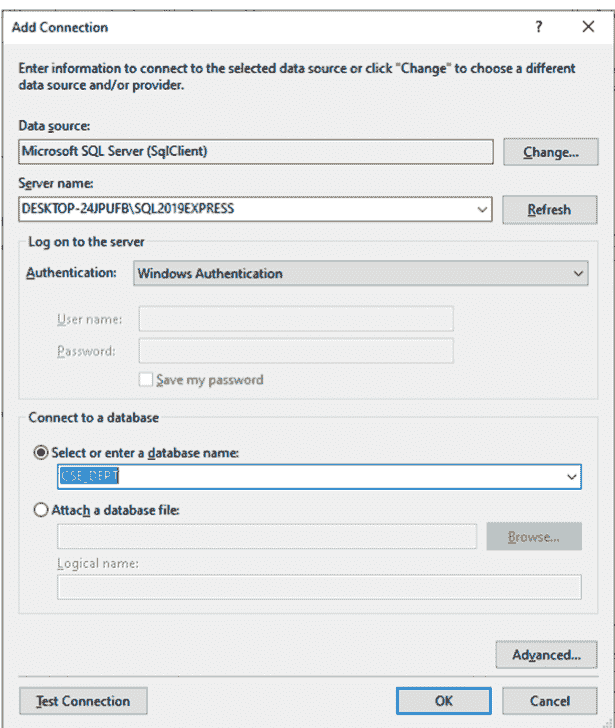 Add Connection
?
Enter information to connect to the selected data source or click "Change" to choose a different
data source and/or provider.
Data source:
Microsoft SQL Server (SqlClient)
Change...
Server name:
DESKTOP-24JPUFB\SQL2019EXPRESS
Refresh
Log on to the server
Authentication:
Windows Authentication
User name:
Password:
Save my password
Connect to a database
Select or enter a database name:
CSE_DEPT
Attach a database file:
Browse...
Logical name:
Advanced...
Test Connection
OK
Cancel